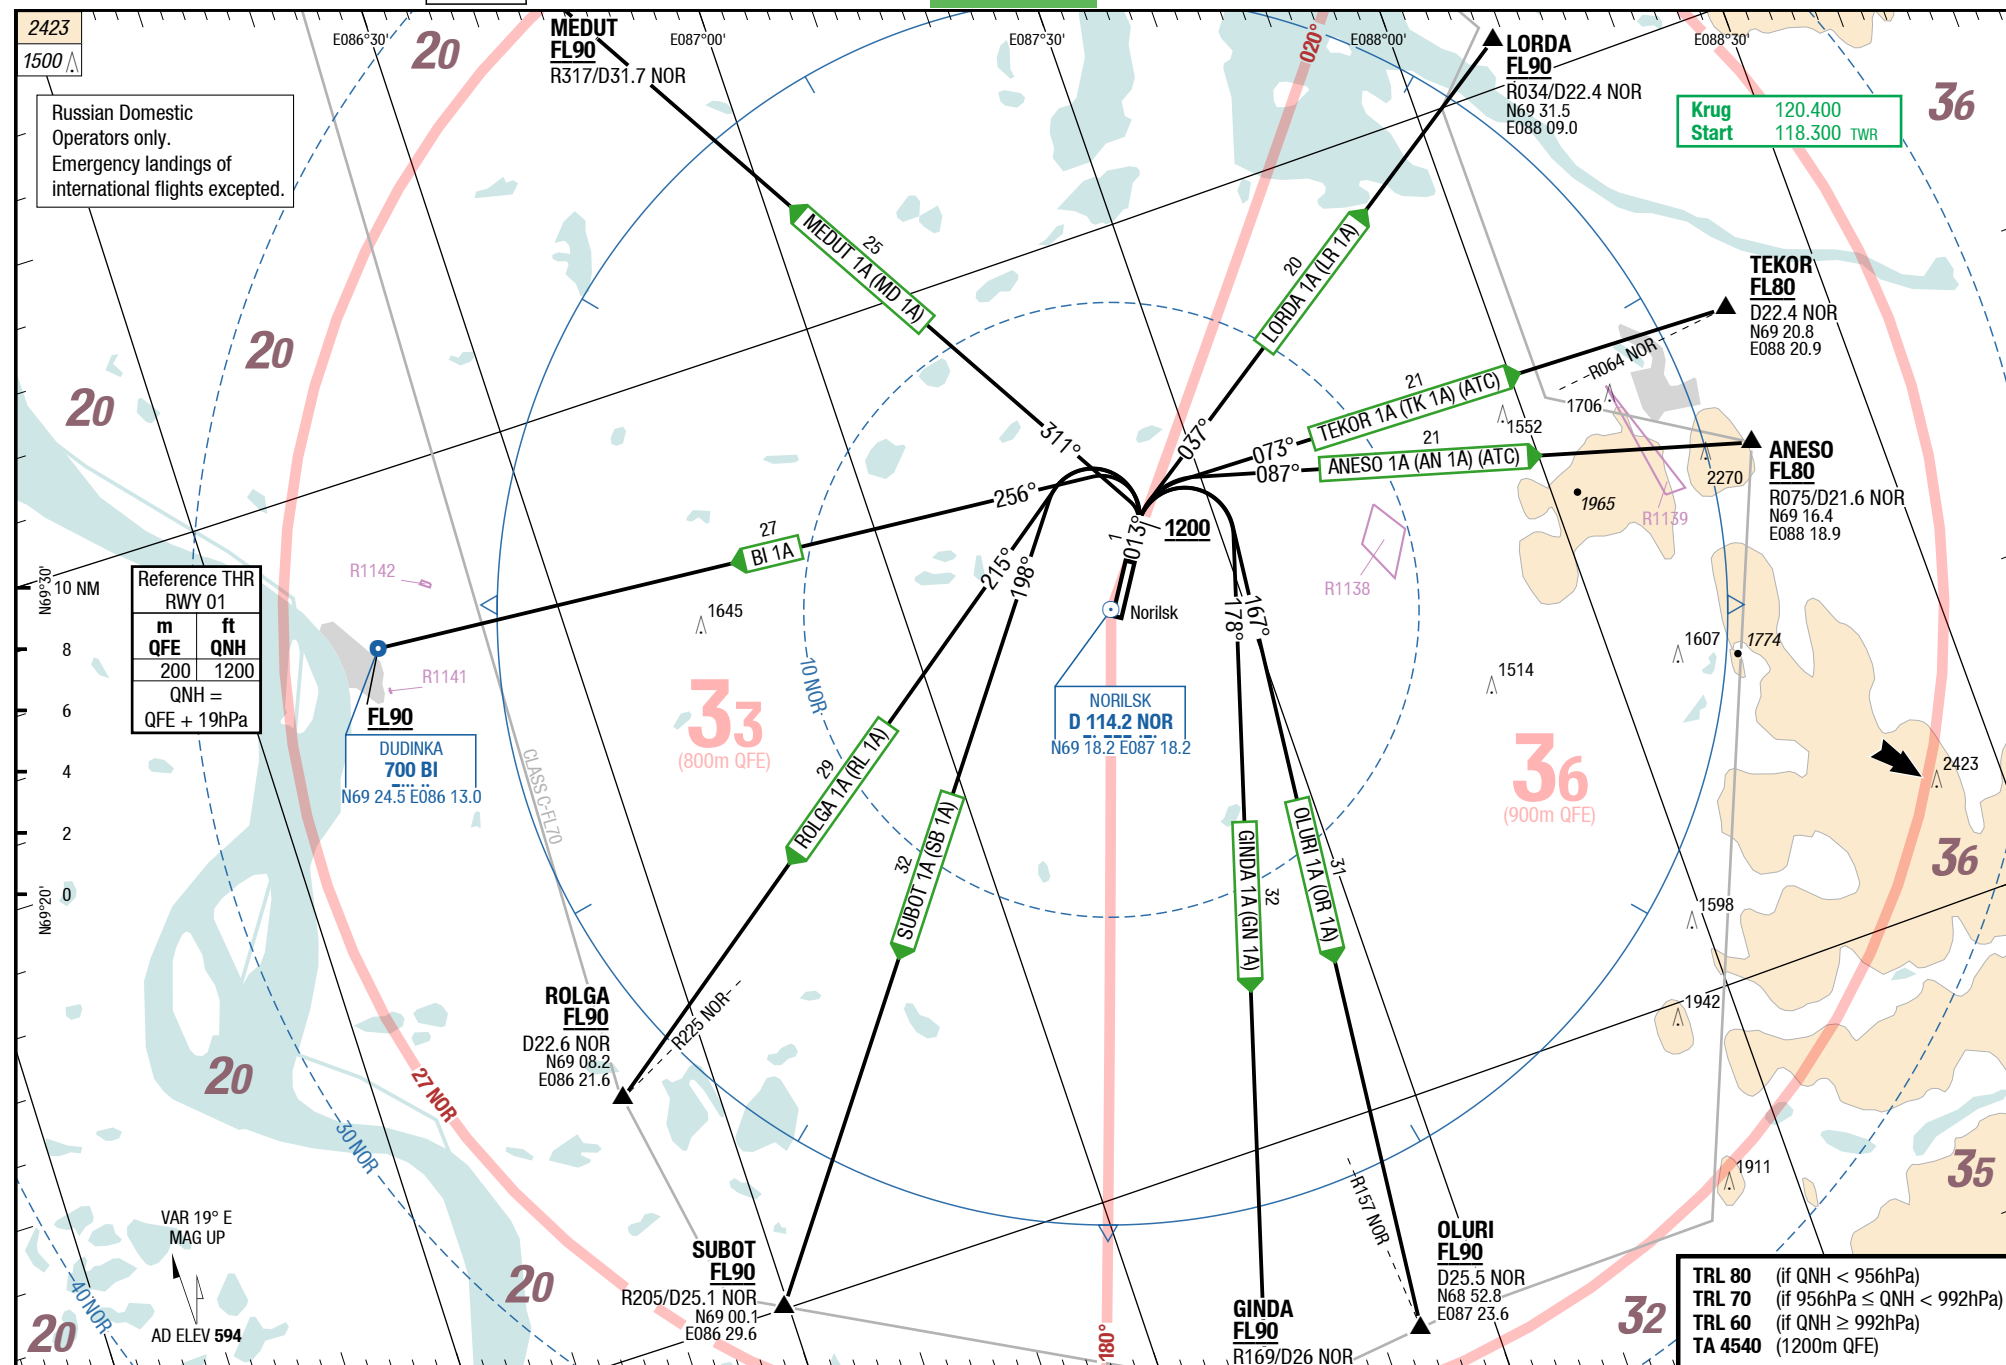 2423
1500
Russian Domestic
Operators only.
Emergency landings of
international flights excepted.
E086°30'
E087°00'
E087°30'
E088°00'
E088°30'
20
MEDUT
FL90
R317/D31.7 NOR
020°
LORDA
FL90
R034/D22.4 NOR
N69 31.5
E088 09.0
Krug 120.400
Start 118.300 TWR
36
25
MEDUT 1A (MD 1A)
20
LORDA 1A (LR 1A)
TEKOR
FL80
D22.4 NOR
N69 20.8
E088 20.9
20
20
R064 NOR
21
TEKOR 1A (TK 1A) (ATC)
1706
1552
311°
037°
073°
087°
21
ANESO 1A (AN 1A) (ATC)
ANESO
FL80
R075/D21.6 NOR
N69 16.4
E088 18.9
2270
1965
R1139
256°
27
BI 1A
1
013°
1200
R1138
215°
198°
178°
167°
Norilsk
N69°30'
10 NM
8
6
4
2
0
N69°20'
Reference THR
RWY 01
m ft
QFE QNH
200 1200
QNH =
QFE + 19hPa
R1142
R1141
1645
1607
1774
1514
FL90
DUDINKA
700 BI
N69 24.5 E086 13.0
CLASS C-FL70
33
(800m QFE)
10 NOR
NORILSK
D 114.2 NOR
N69 18.2 E087 18.2
36
(900m QFE)
2423
36
29
ROLGA 1A (RL 1A)
32
SUBOT 1A (SB 1A)
GINDA 1A (GN 1A)
32
OLURI 1A (OR 1A)
31
1598
1942
1911
35
ROLGA
FL90
D22.6 NOR
N69 08.2
E086 21.6
R225 NOR
20
27 NOR
30 NOR
40 NOR
VAR 19° E
MAG UP
AD ELEV 594
20
20
SUBOT
FL90
R205/D25.1 NOR
N69 00.1
E086 29.6
180°
GINDA
FL90
R169/D26 NOR
R157 NOR
OLURI
FL90
D25.5 NOR
N68 52.8
E087 23.6
32
TRL 80 (if QNH < 956hPa)
TRL 70 (if 956hPa ≤ QNH < 992hPa)
TRL 60 (if QNH ≥ 992hPa)
TA 4540 (1200m QFE)